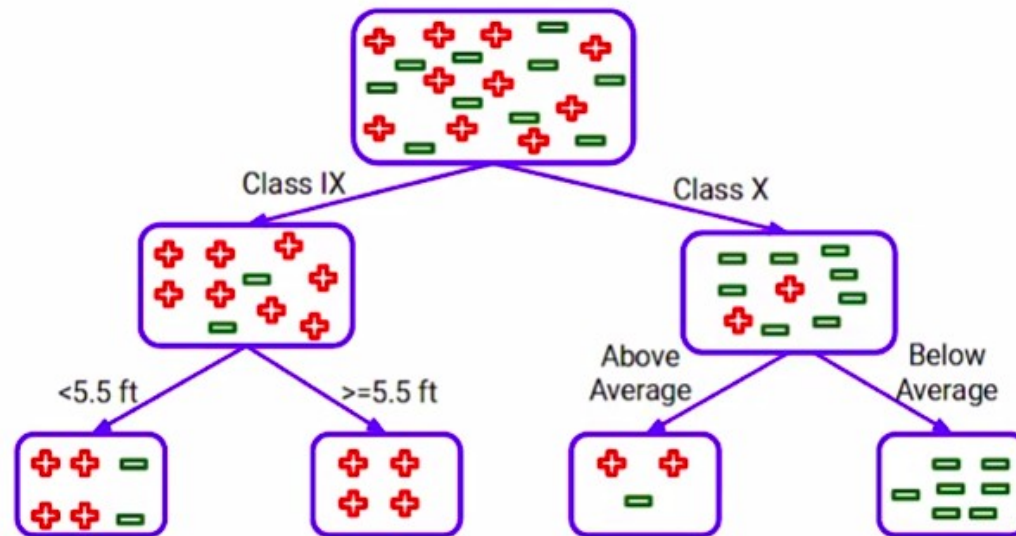 Class IX
Class X
<5.5 ft
>=5.5 ft
Above
Average
Below
Average